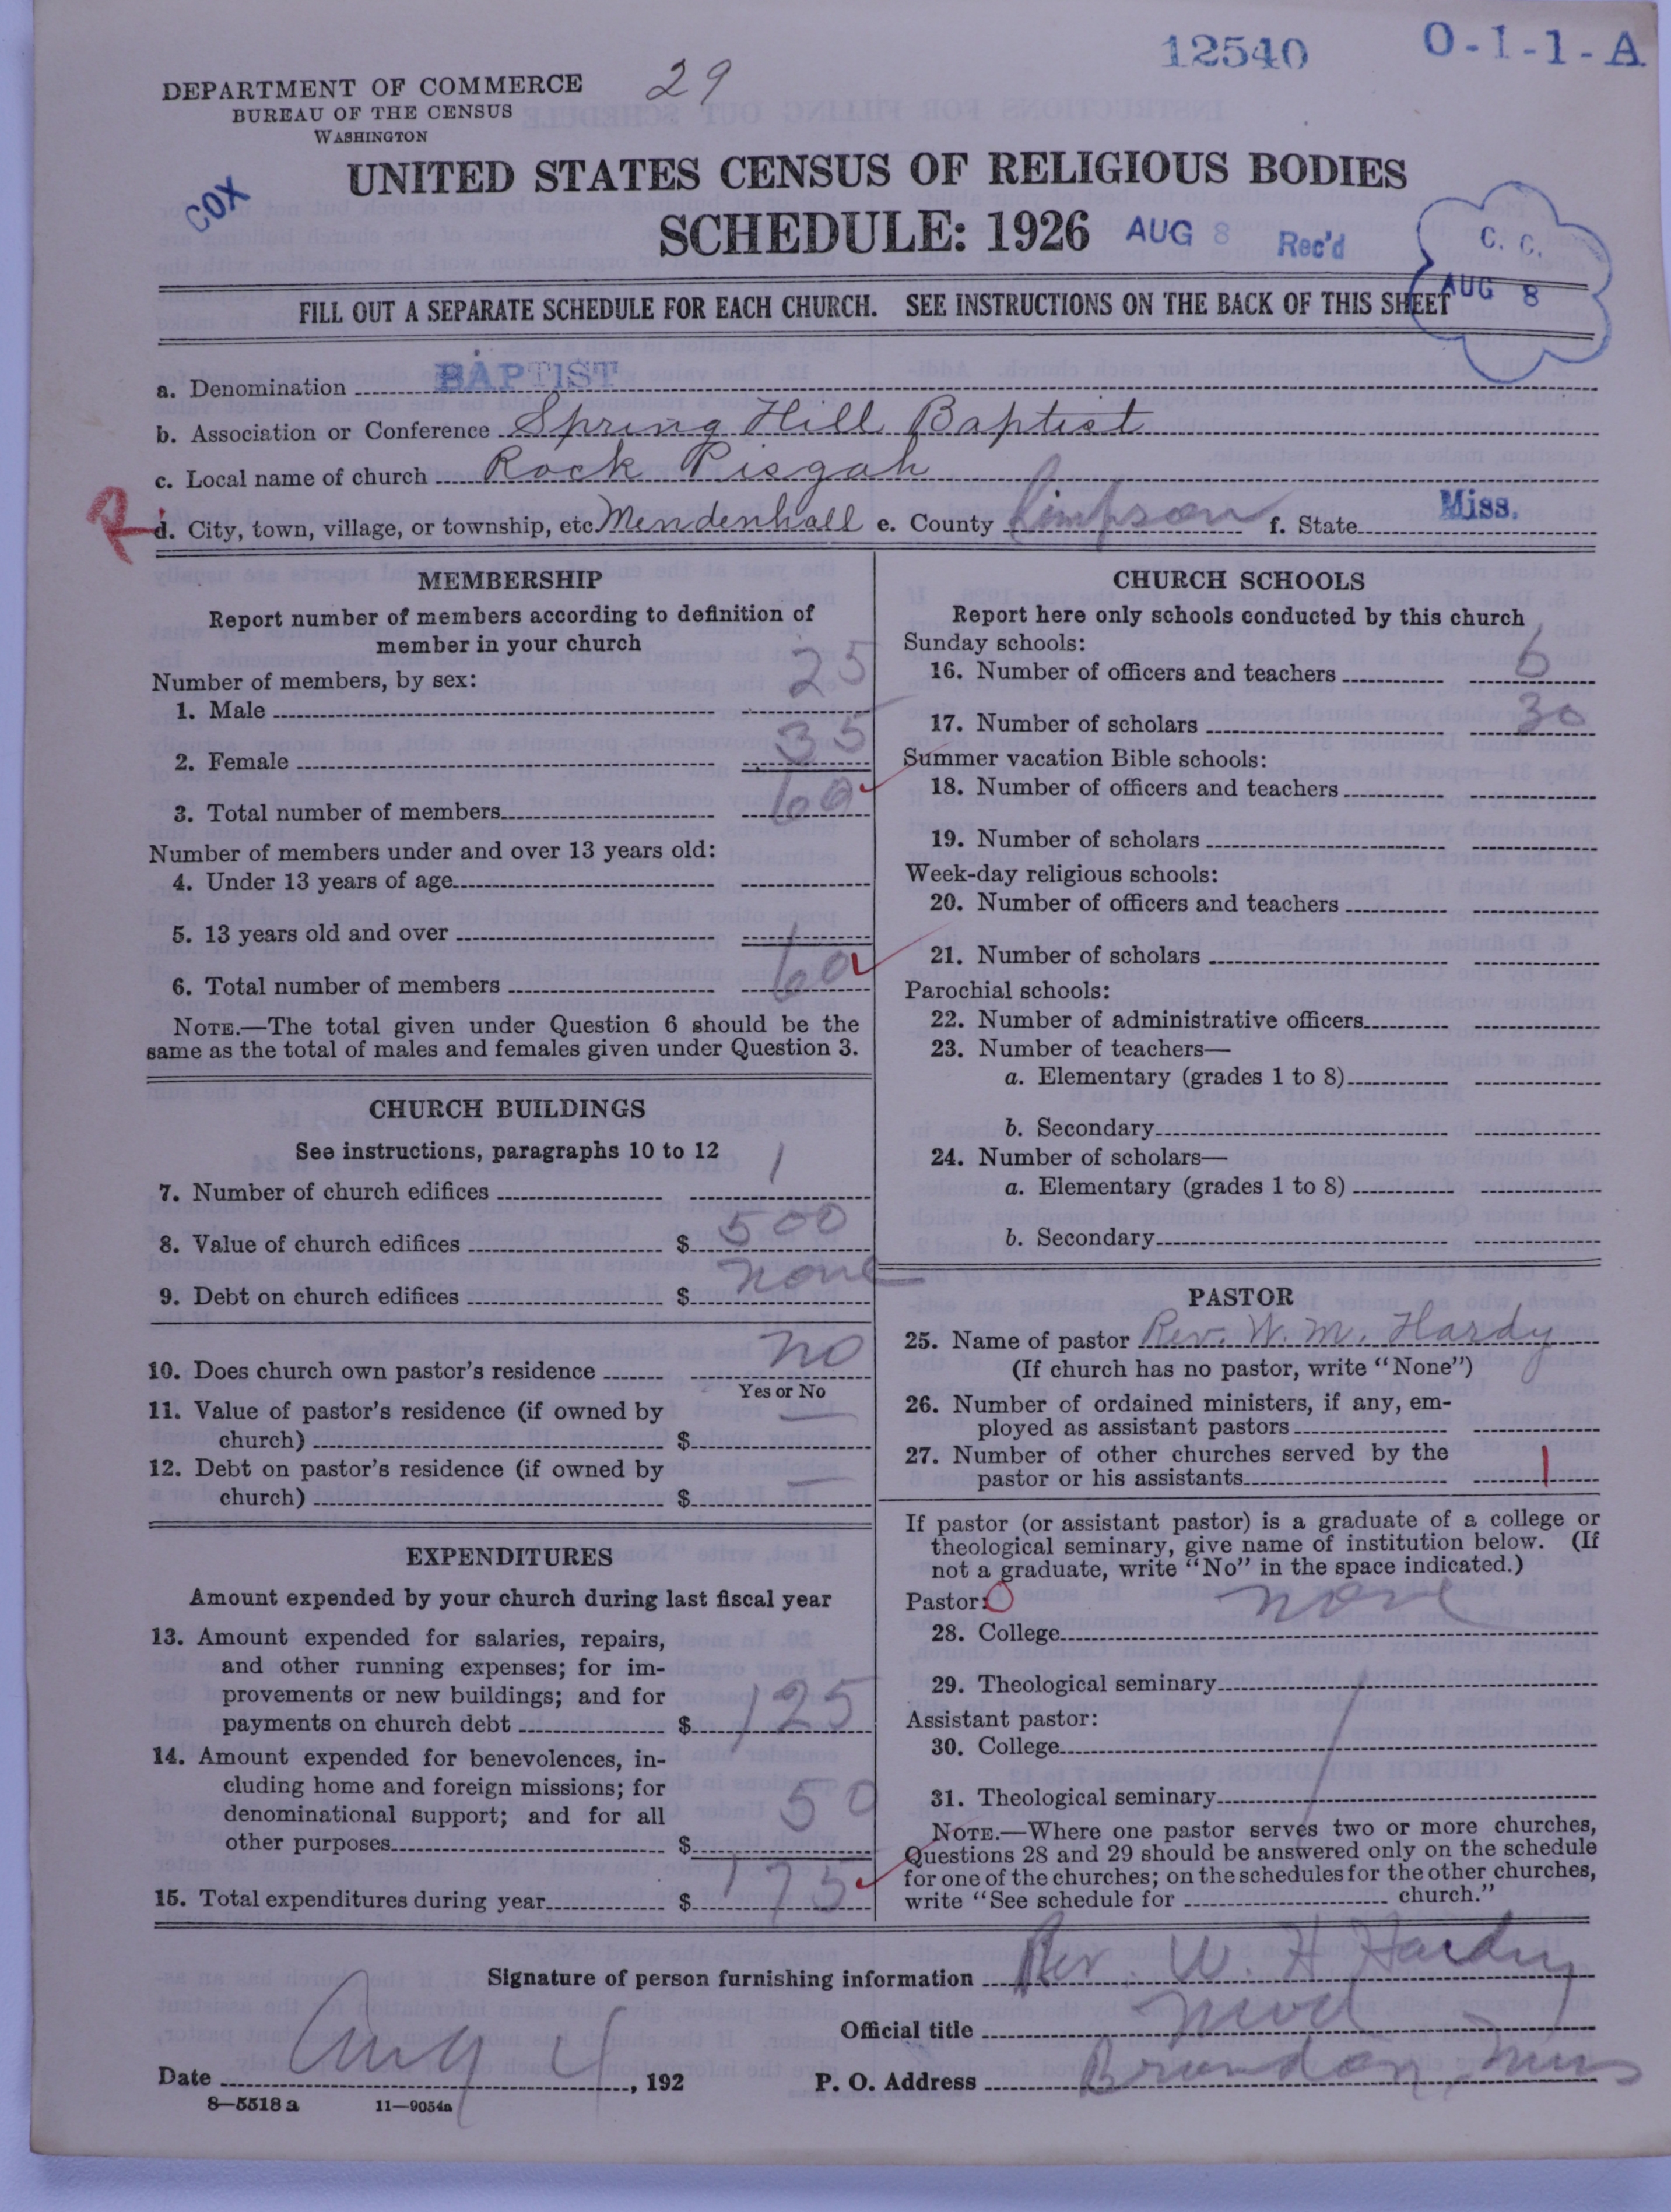 12540
O-1-1-A
29
DEPARTMENT OF COMMERCE
BUREAU OF THE CENSUS
WASHINGTON
COX
UNITED STATES CENSUS OF RELIGIOUS BODIES
SCHEDULE: 1926
AUG 8 Rec'd
C. C.
AUG 8
FILL OUT A SEPARATE SCHEDULE FOR EACH CHURCH. SEE INSTRUCTIONS ON THE BACK OF THIS SHEET
a. Denomination BAPTIST
b. Association or Conference Spring Hill Baptist
c. Local name of church Rock Pisgah
R
d. City, town, village, or township, etc. Mendenhall e. County Simpson f. State Miss.
MEMBERSHIP
Report number of members according to definition of
member in your church
Number of members, by sex:
1. Male 25
2. Female 35
3. Total number of members 60
Number of members under and over 13 years old:
4. Under 13 years of age
5. 13 years old and over
6. Total number of members 60
NOTE.—The total given under Question 6 should be the
same as the total of males and females given under Question 3.
CHURCH BUILDINGS
See instructions, paragraphs 10 to 12
7. Number of church edifices 1
8. Value of church edifices $ 500
9. Debt on church edifices $ none
10. Does church own pastor's residence no
Yes or No
11. Value of pastor's residence (if owned by
church) $ —
12. Debt on pastor's residence (if owned by
church) $ —
EXPENDITURES
Amount expended by your church during last fiscal year
13. Amount expended for salaries, repairs,
and other running expenses; for im-
provements or new buildings; and for
payments on church debt $ 125
14. Amount expended for benevolences, in-
cluding home and foreign missions; for
denominational support; and for all
other purposes $ 50
15. Total expenditures during year $ 175
CHURCH SCHOOLS
Report here only schools conducted by this church
Sunday schools:
16. Number of officers and teachers 6
17. Number of scholars 30
Summer vacation Bible schools:
18. Number of officers and teachers
19. Number of scholars
Week-day religious schools:
20. Number of officers and teachers
21. Number of scholars
Parochial schools:
22. Number of administrative officers
23. Number of teachers—
a. Elementary (grades 1 to 8)
b. Secondary
24. Number of scholars—
a. Elementary (grades 1 to 8)
b. Secondary
PASTOR
25. Name of pastor Rev. W. M. Hardy
(If church has no pastor, write "None")
26. Number of ordained ministers, if any, em-
ployed as assistant pastors
27. Number of other churches served by the
pastor or his assistants 1
If pastor (or assistant pastor) is a graduate of a college or
theological seminary, give name of institution below. (If
not a graduate, write "No" in the space indicated.)
Pastor:
28. College none
29. Theological seminary
Assistant pastor:
30. College
31. Theological seminary
NOTE.—Where one pastor serves two or more churches,
Questions 28 and 29 should be answered only on the schedule
for one of the churches; on the schedules for the other churches,
write "See schedule for church."
Signature of person furnishing information Rev. W. H Hardy
Official title
Date Aug 4, 192
P. O. Address Brandon, Miss
8—5518 a 11—9054a